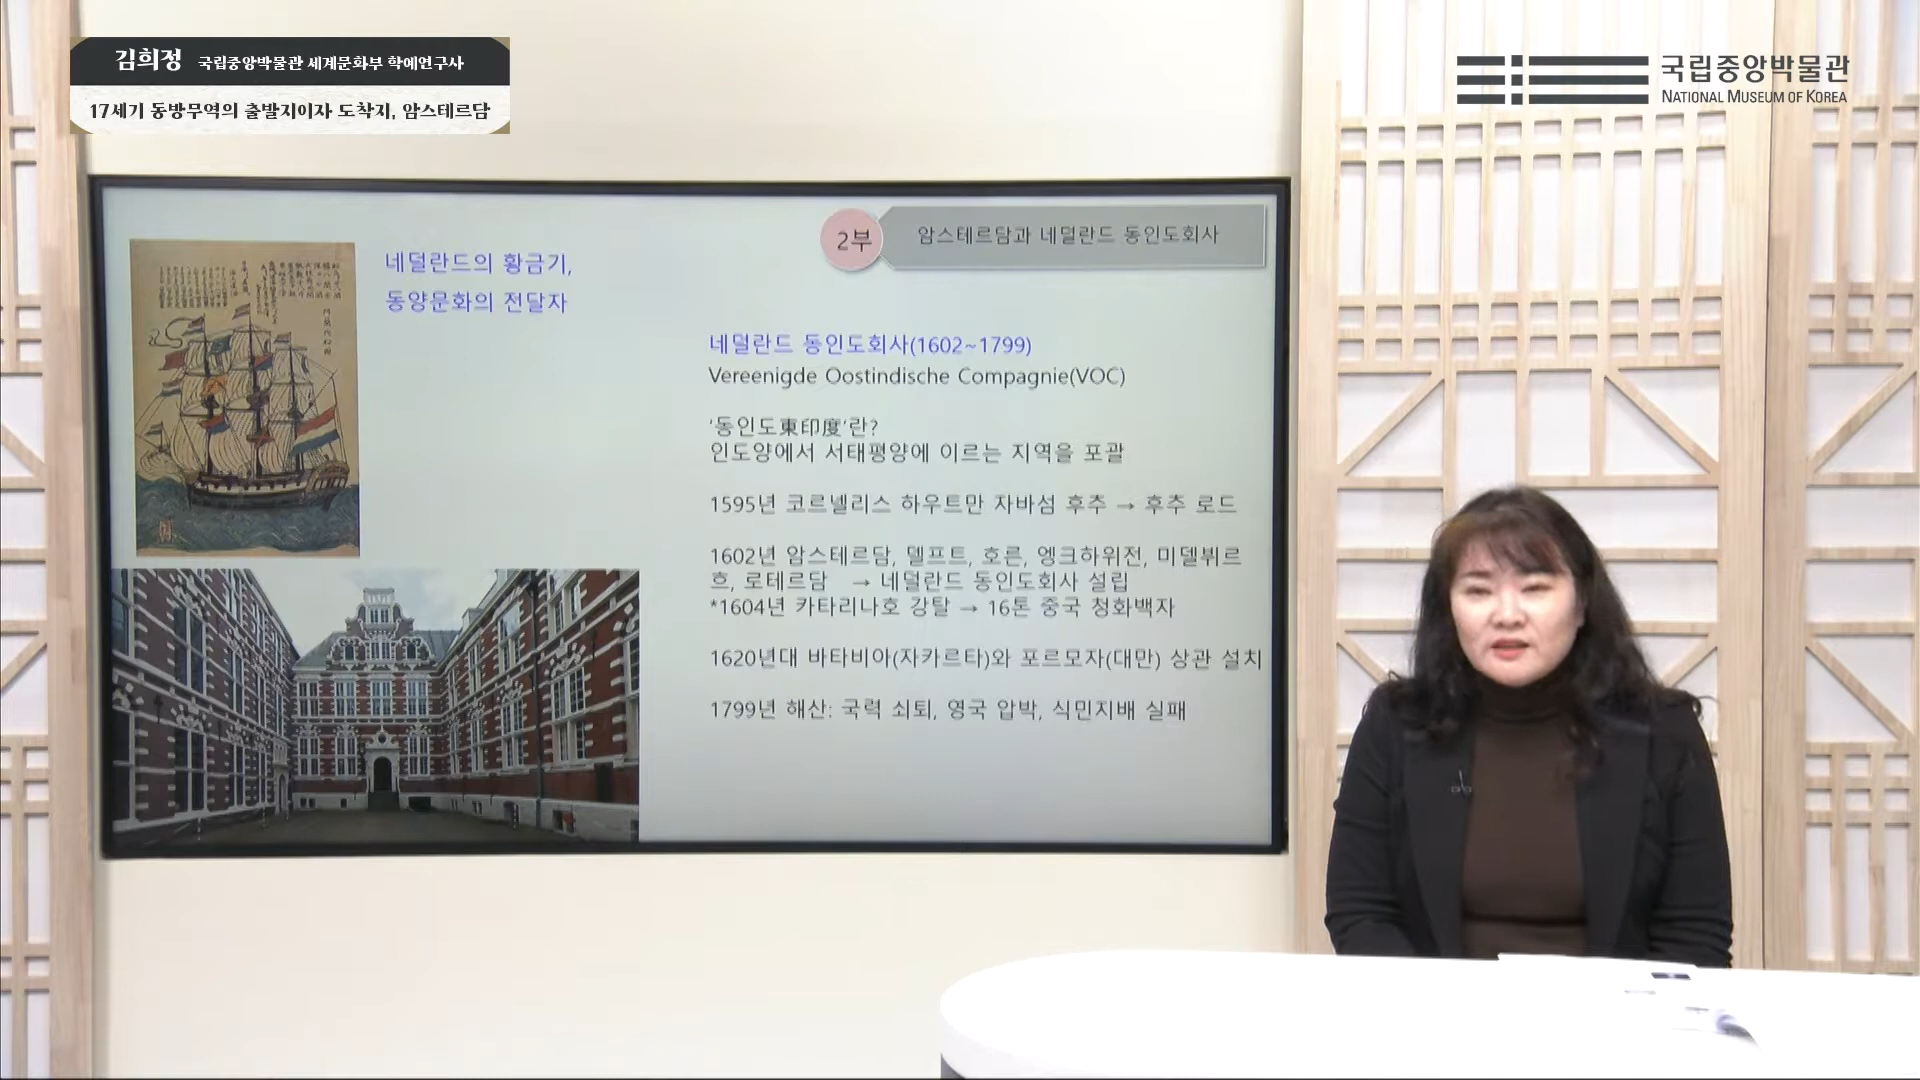 김희정 국립중앙박물관 세계문화부 학예연구사
17세기 동방무역의 출발지이자 도착지, 암스테르담
국립중앙박물관
NATIONAL MUSEUM OF KOREA
2부 암스테르담과 네덜란드 동인도회사
네덜란드의 황금기,
동양문화의 전달자
네덜란드 동인도회사(1602~1799)
Vereenigde Oostindische Compagnie(VOC)
'동인도東印度'란?
인도양에서 서태평양에 이르는 지역을 포괄
1595년 코르넬리스 하우트만 자바섬 후추 → 후추 로드
1602년 암스테르담, 델프트, 호른, 엥크하위전, 미델뷔르
흐, 로테르담 → 네덜란드 동인도회사 설립
*1604년 카타리나호 강탈 → 16톤 중국 청화백자
1620년대 바타비아(자카르타)와 포르모자(대만) 상관 설치
1799년 해산: 국력 쇠퇴, 영국 압박, 식민지배 실패